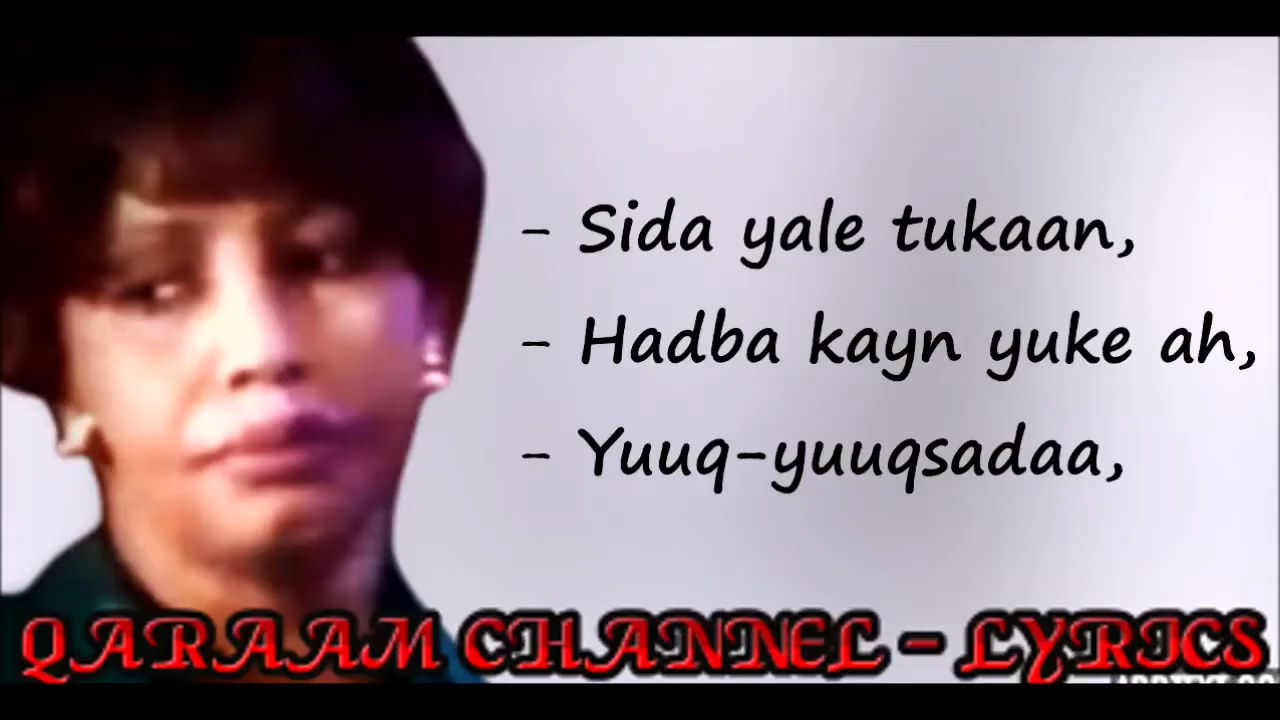 - Sida yale tukaan,
- Hadba kayn yuke ah,
- Yuuq-yuuqsadaa,
QARAAM CHANNEL - LYRICS